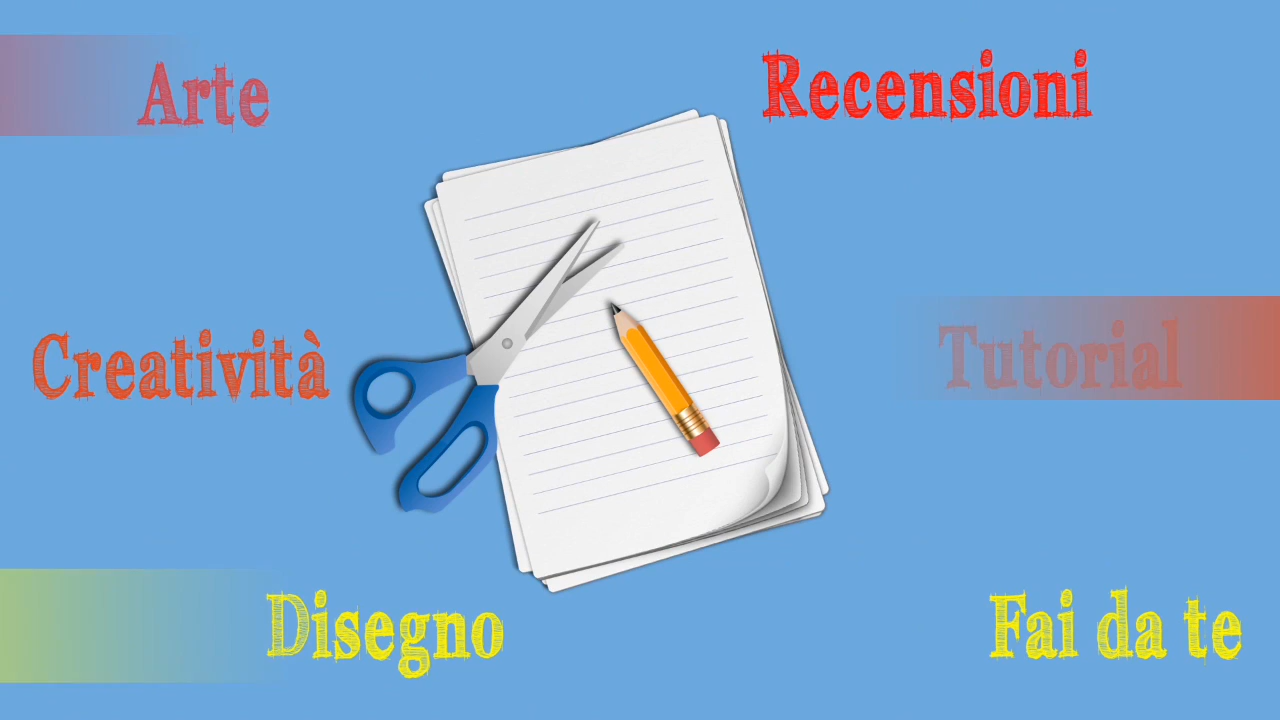 Arte
Recensioni
Creatività
Tutorial
Disegno
Fai da te